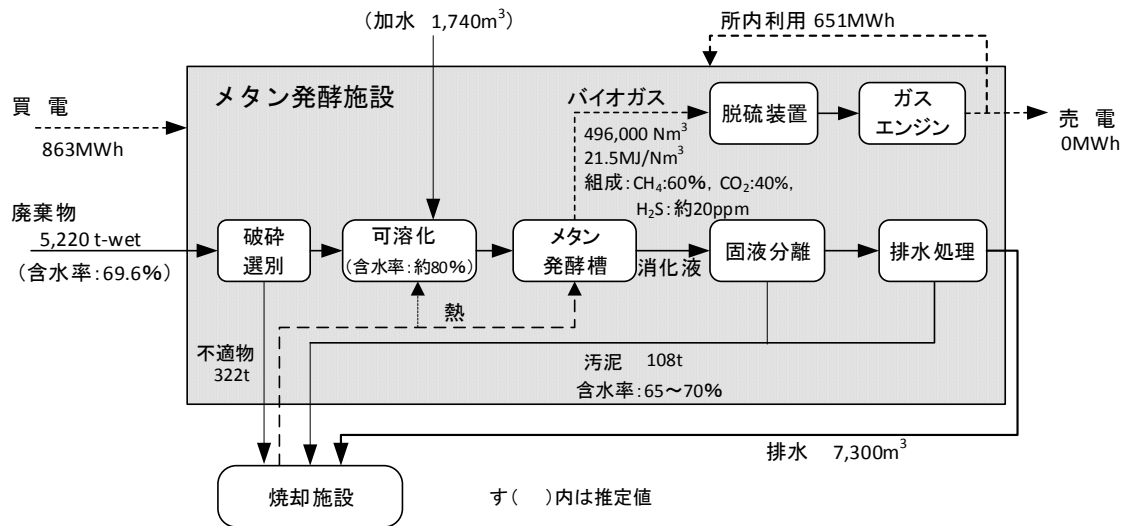 (加水 1,740m³)
所内利用 651MWh
買 電
863MWh
メタン発酵施設
バイオガス
496,000 Nm³
21.5MJ/Nm³
組成:CH₄:60%, CO₂:40%,
H₂S:約20ppm
脱硫装置
ガス
エンジン
売 電
0MWh
廃棄物
5,220 t-wet
(含水率:69.6%)
破砕
選別
可溶化
(含水率:約80%)
メタン
発酵槽
消化液
固液分離
排水処理
熱
不適物
322t
汚泥 108t
含水率:65~70%
排水 7,300m³
焼却施設
す( )内は推定値